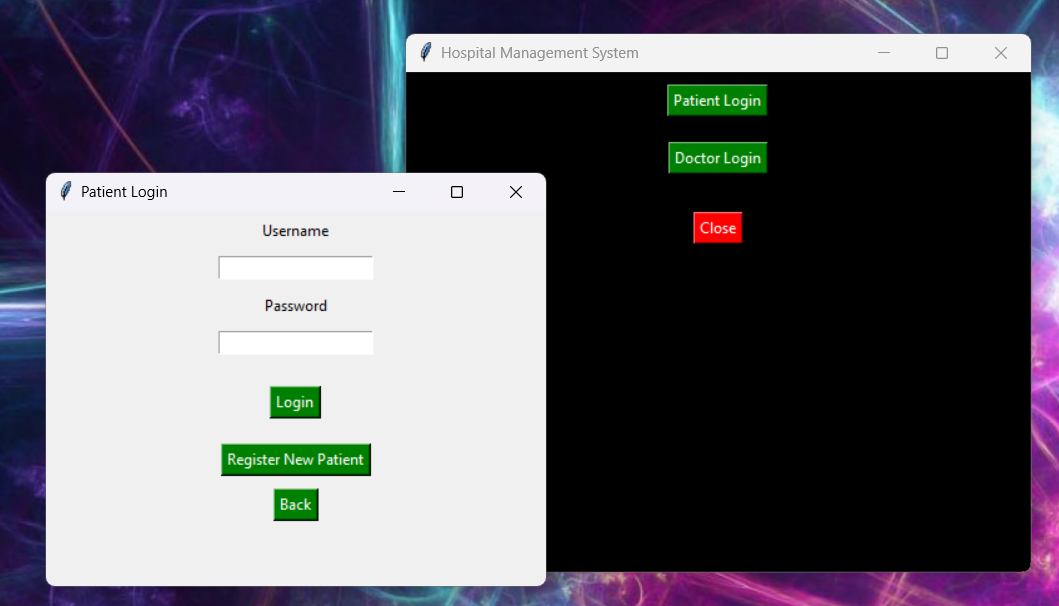 Hospital Management System
Patient Login
Doctor Login
Close
Patient Login
Username
Password
Login
Register New Patient
Back